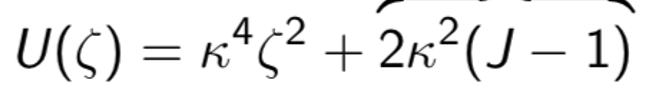 U(ζ) = κ⁴ζ² + 2κ²(J − 1)